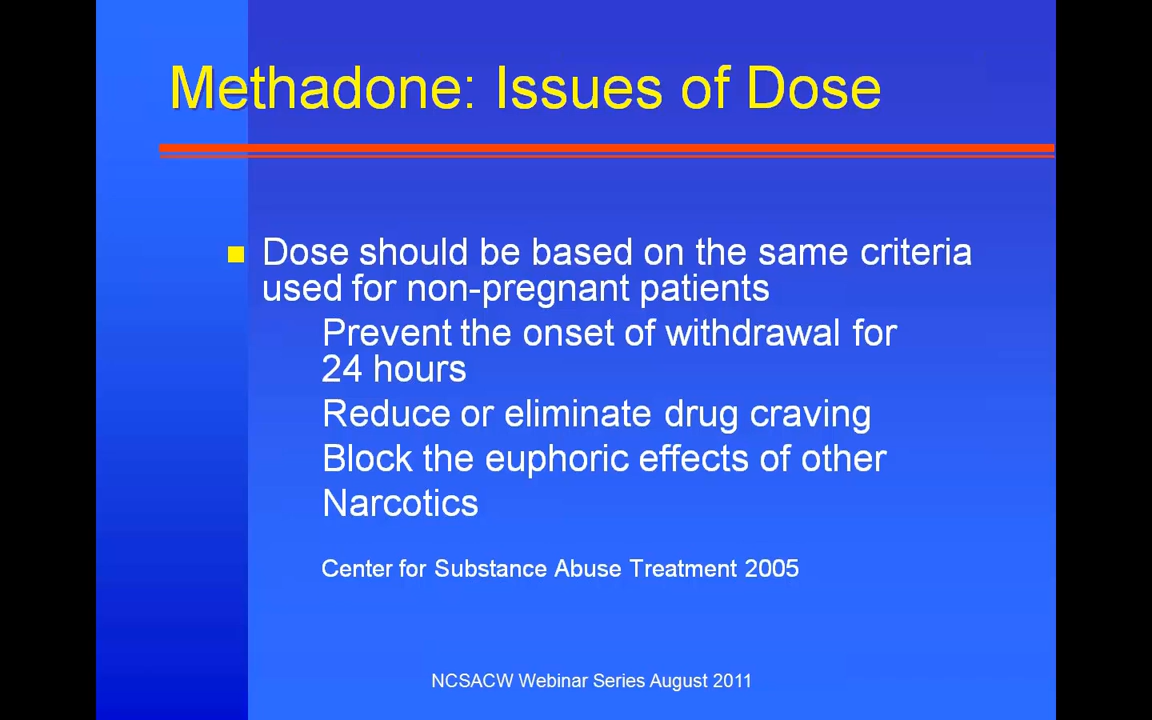 Methadone: Issues of Dose
Dose should be based on the same criteria
used for non-pregnant patients
Prevent the onset of withdrawal for
24 hours
Reduce or eliminate drug craving
Block the euphoric effects of other
Narcotics
Center for Substance Abuse Treatment 2005
NCSACW Webinar Series August 2011